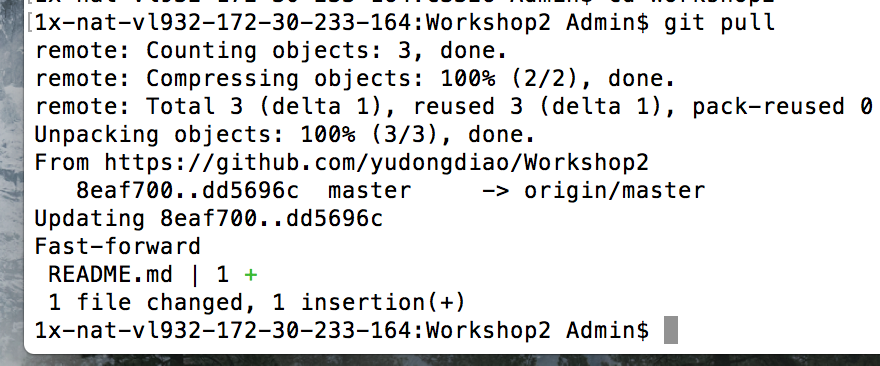 [1x-nat-vl932-172-30-233-164:Workshop2 Admin$ git pull
remote: Counting objects: 3, done.
remote: Compressing objects: 100% (2/2), done.
remote: Total 3 (delta 1), reused 3 (delta 1), pack-reused 0
Unpacking objects: 100% (3/3), done.
From https://github.com/yudongdiao/Workshop2
   8eaf700..dd5696c  master     -> origin/master
Updating 8eaf700..dd5696c
Fast-forward
 README.md | 1 +
 1 file changed, 1 insertion(+)
1x-nat-vl932-172-30-233-164:Workshop2 Admin$